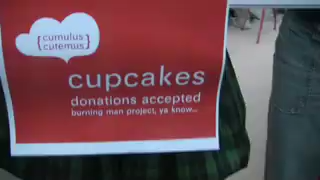 {cumulus
cutemus}
cupcakes
donations accepted
burning man project, ya know...